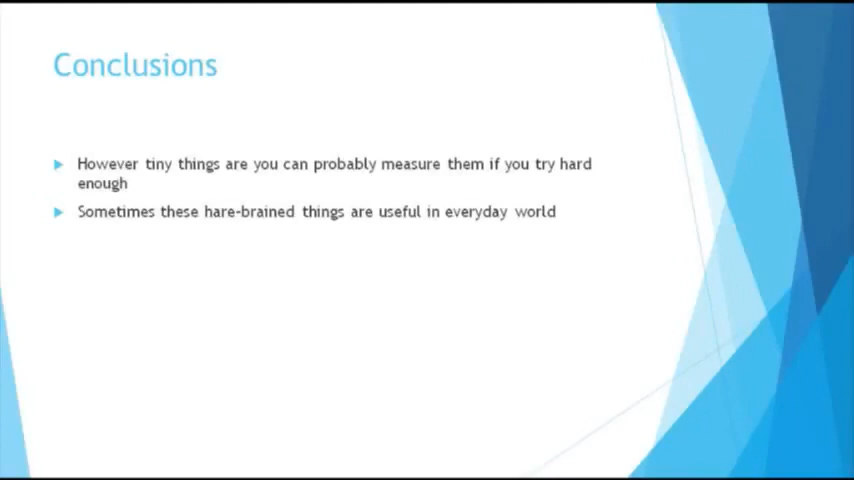 Conclusions
However tiny things are you can probably measure them if you try hard
enough
Sometimes these hare-brained things are useful in everyday world